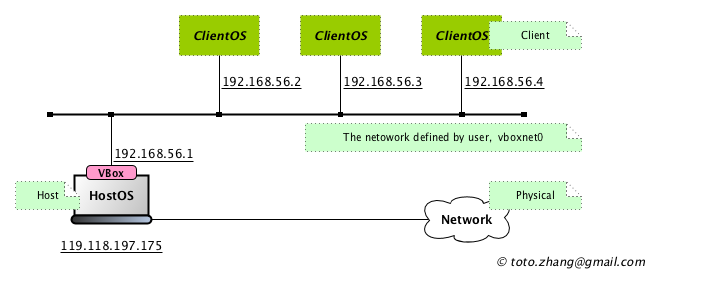 ClientOS
ClientOS
ClientOS
Client
192.168.56.2
192.168.56.3
192.168.56.4
The netowork defined by user, vboxnet0
192.168.56.1
VBox
Host
HostOS
Physical
Network
119.118.197.175
© toto.zhang@gmail.com